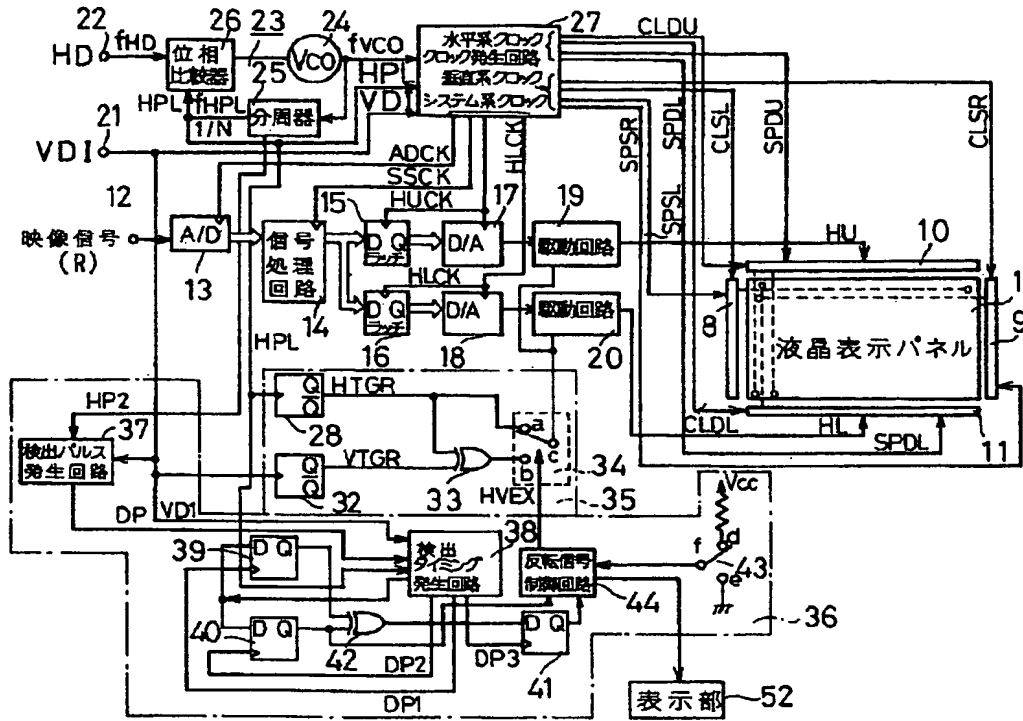 22
fHD
26
23
24
fVCO
27
CLDU
HD
位相
比較器
VCO
水平系クロック
クロック発生回路
垂直系クロック
システム系クロック
25
HPL
fHPL
1/N
分周器
HP
VD
21
VDI
ADCK
SSCK
HUCK
HLCK
SPSR
SPDL
SPSL
CLSL
SPDU
CLSR
12
映像信号
(R)
A/D
13
信号
処理
回路
14
15
D Q
ラッチ
17
D/A
19
駆動回路
HU
10
HLCK
D Q
ラッチ
16
D/A
18
駆動回路
20
8
液晶表示パネル
1
9
HPL
CLDL
HL
SPDL
11
HP2
37
検出パルス
発生回路
Q
Q
28
HTGR
a
c
b
34
Q
Q
32
VTGR
33
HVEX
35
VCC
DP
VD1
39
D Q
検出
タイミング
発生回路
38
反転信号
制御回路
44
f
d
e
43
40
D Q
42
DP2
DP3
D Q
41
36
DP1
表示部
52